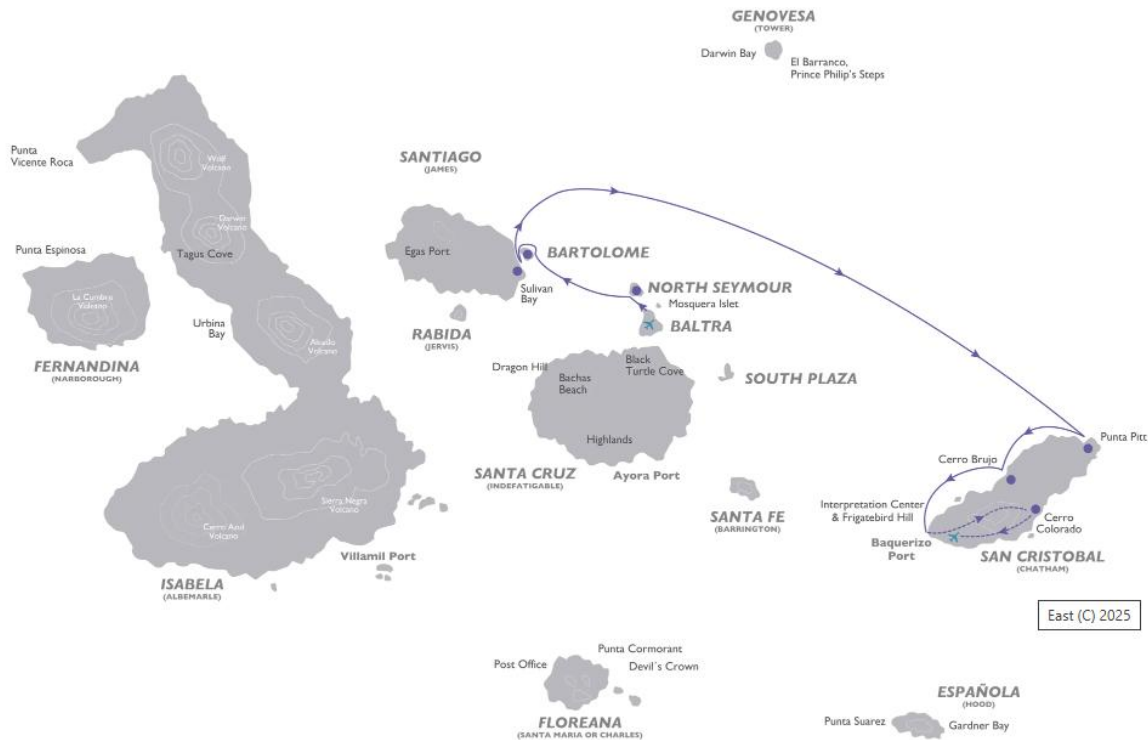 GENOVESA
(TOWER)
Darwin Bay
El Barranco,
Prince Philip's Steps
Punta
Vicente Roca
Wolf
Volcano
SANTIAGO
(JAMES)
Darwin
Volcano
Tagus Cove
Egas Port
BARTOLOME
Punta Espinosa
Sulivan
Bay
NORTH SEYMOUR
Mosquera Islet
La Cumbre
Volcano
Urbina
Bay
Alcedo
Volcano
RABIDA
(JERVIS)
BALTRA
FERNANDINA
(NARBOROUGH)
Dragon Hill
Black
Turtle Cove
Bachas
Beach
SOUTH PLAZA
Highlands
Punta Pitt
Cerro Brujo
SANTA CRUZ
(INDEFATIGABLE)
Ayora Port
Sierra Negra
Volcano
Cerro Azul
Volcano
SANTA FE
(BARRINGTON)
Interpretation Center
& Frigatebird Hill
Cerro
Colorado
Baquerizo
Port
Villamil Port
SAN CRISTOBAL
(CHATHAM)
ISABELA
(ALBEMARLE)
East (C) 2025
Punta Cormorant
Post Office
Devil´s Crown
FLOREANA
(SANTA MARIA OR CHARLES)
ESPAÑOLA
(HOOD)
Punta Suarez
Gardner Bay